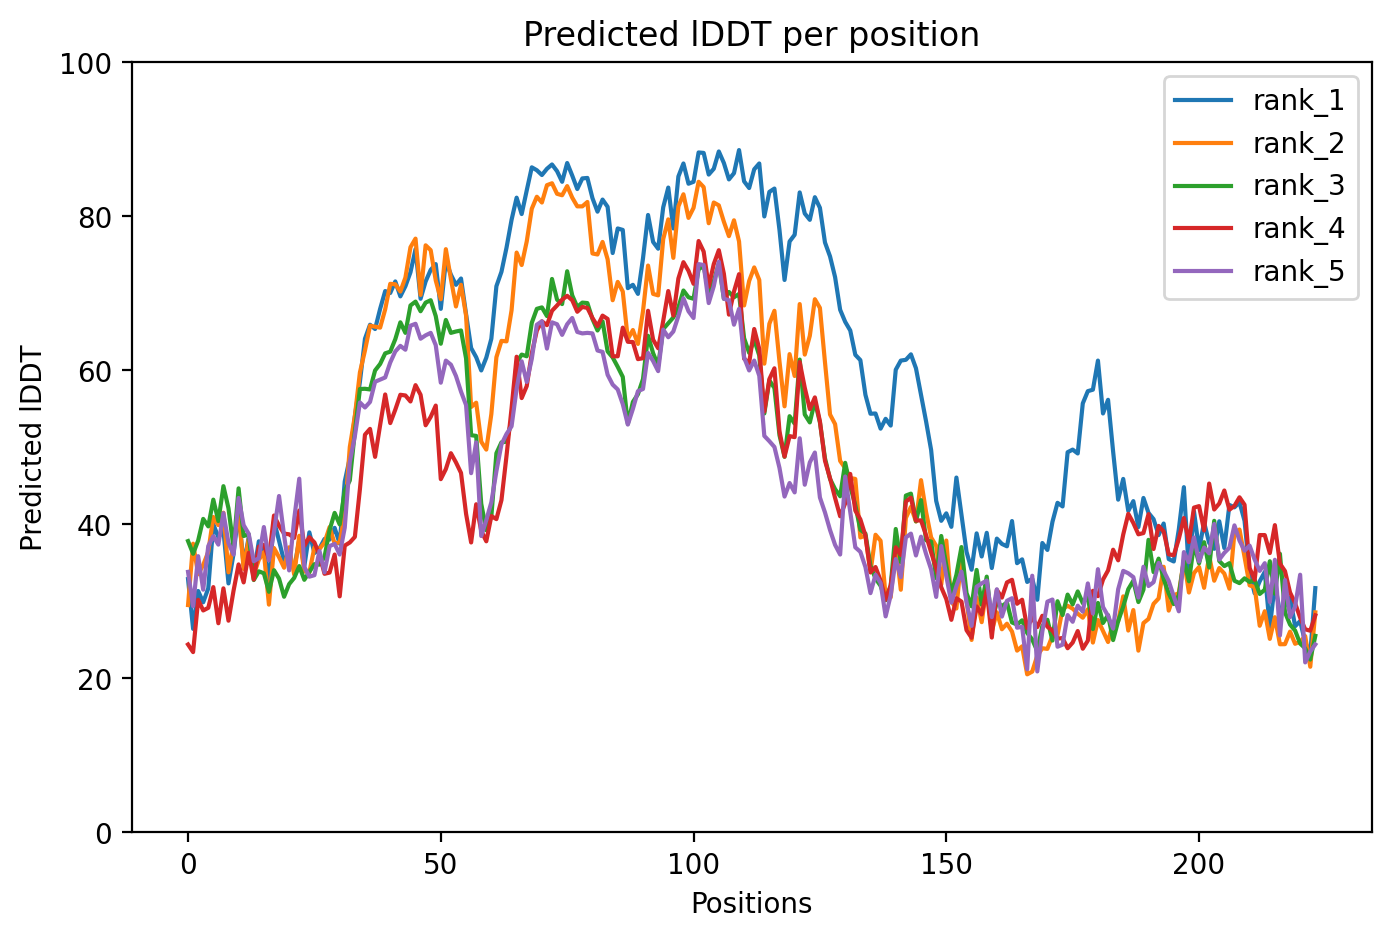 Predicted lDDT per position
100
80
60
40
20
0
Predicted lDDT
0 50 100 150 200
Positions
rank_1
rank_2
rank_3
rank_4
rank_5